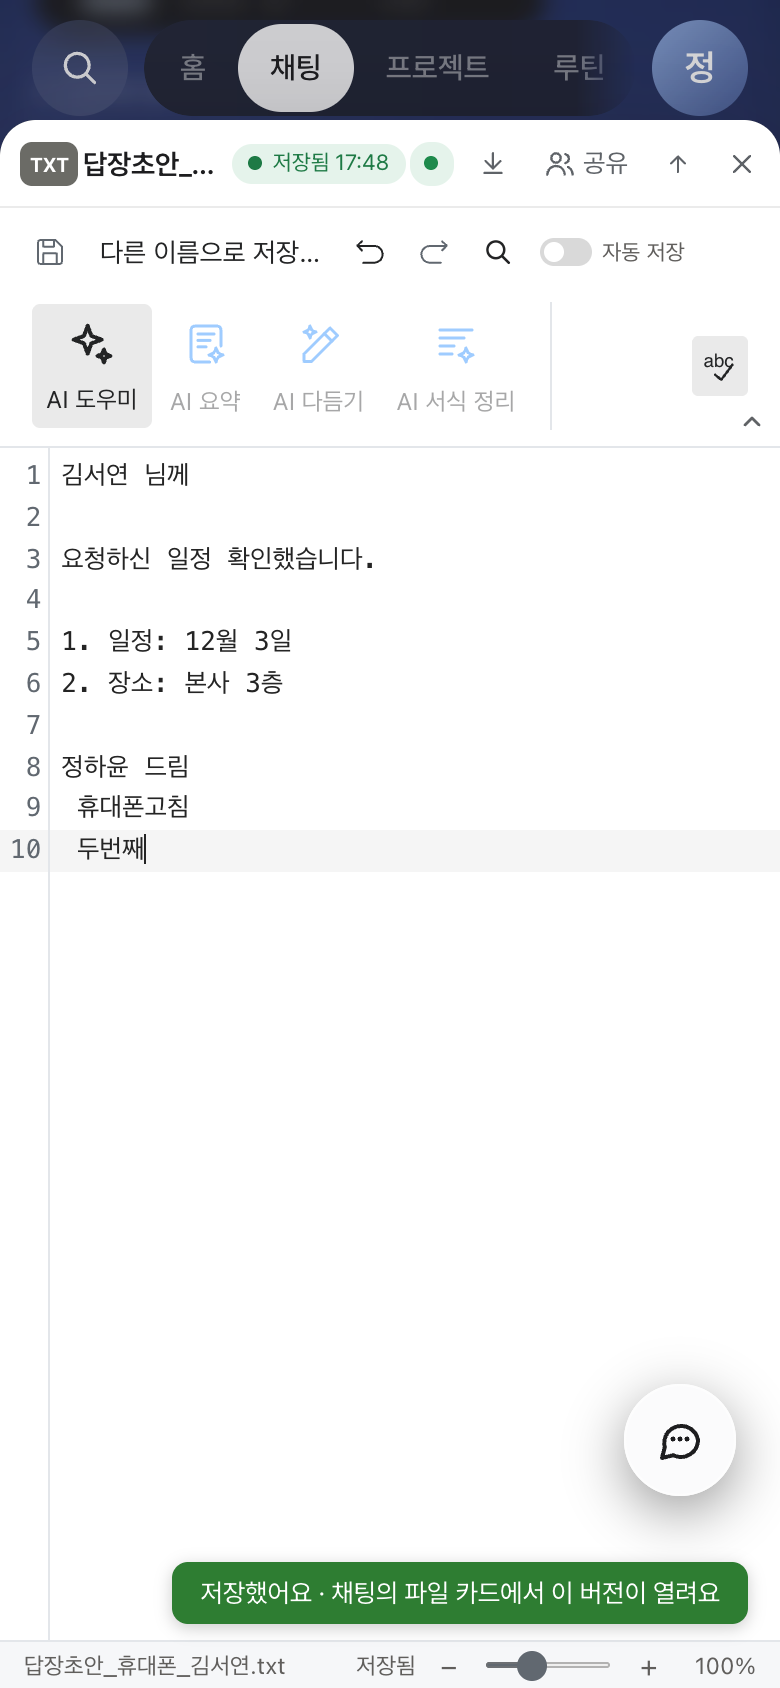 홈 채팅 프로젝트 루틴 정
TXT 답장초안_... 저장됨 17:48 공유
다른 이름으로 저장... 자동 저장
AI 도우미 AI 요약 AI 다듬기 AI 서식 정리 abc
1 김서연 님께
2
3 요청하신 일정 확인했습니다.
4
5 1. 일정: 12월 3일
6 2. 장소: 본사 3층
7
8 정하윤 드림
9 휴대폰고침
10 두번째
저장했어요 · 채팅의 파일 카드에서 이 버전이 열려요
답장초안_휴대폰_김서연.txt 저장됨 − + 100%